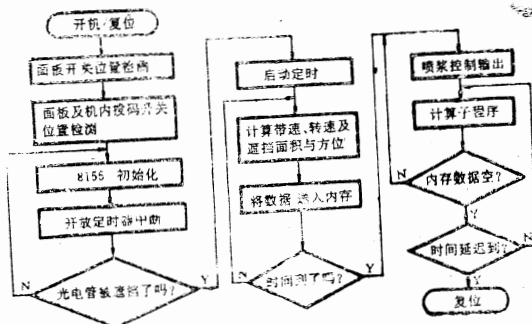 开机/复位
面板开关位置检测
面板及机内拨码开关
位置检测
8155 初始化
开放定时器中断
光电管被遮挡了吗?
N
Y
启动定时
计算带速、转速及
遮挡面积与方位
将数据送入内存
时间到了吗?
N
Y
喷浆控制输出
计算子程序
内存数据空?
N
Y
时间延迟到?
N
Y
复位